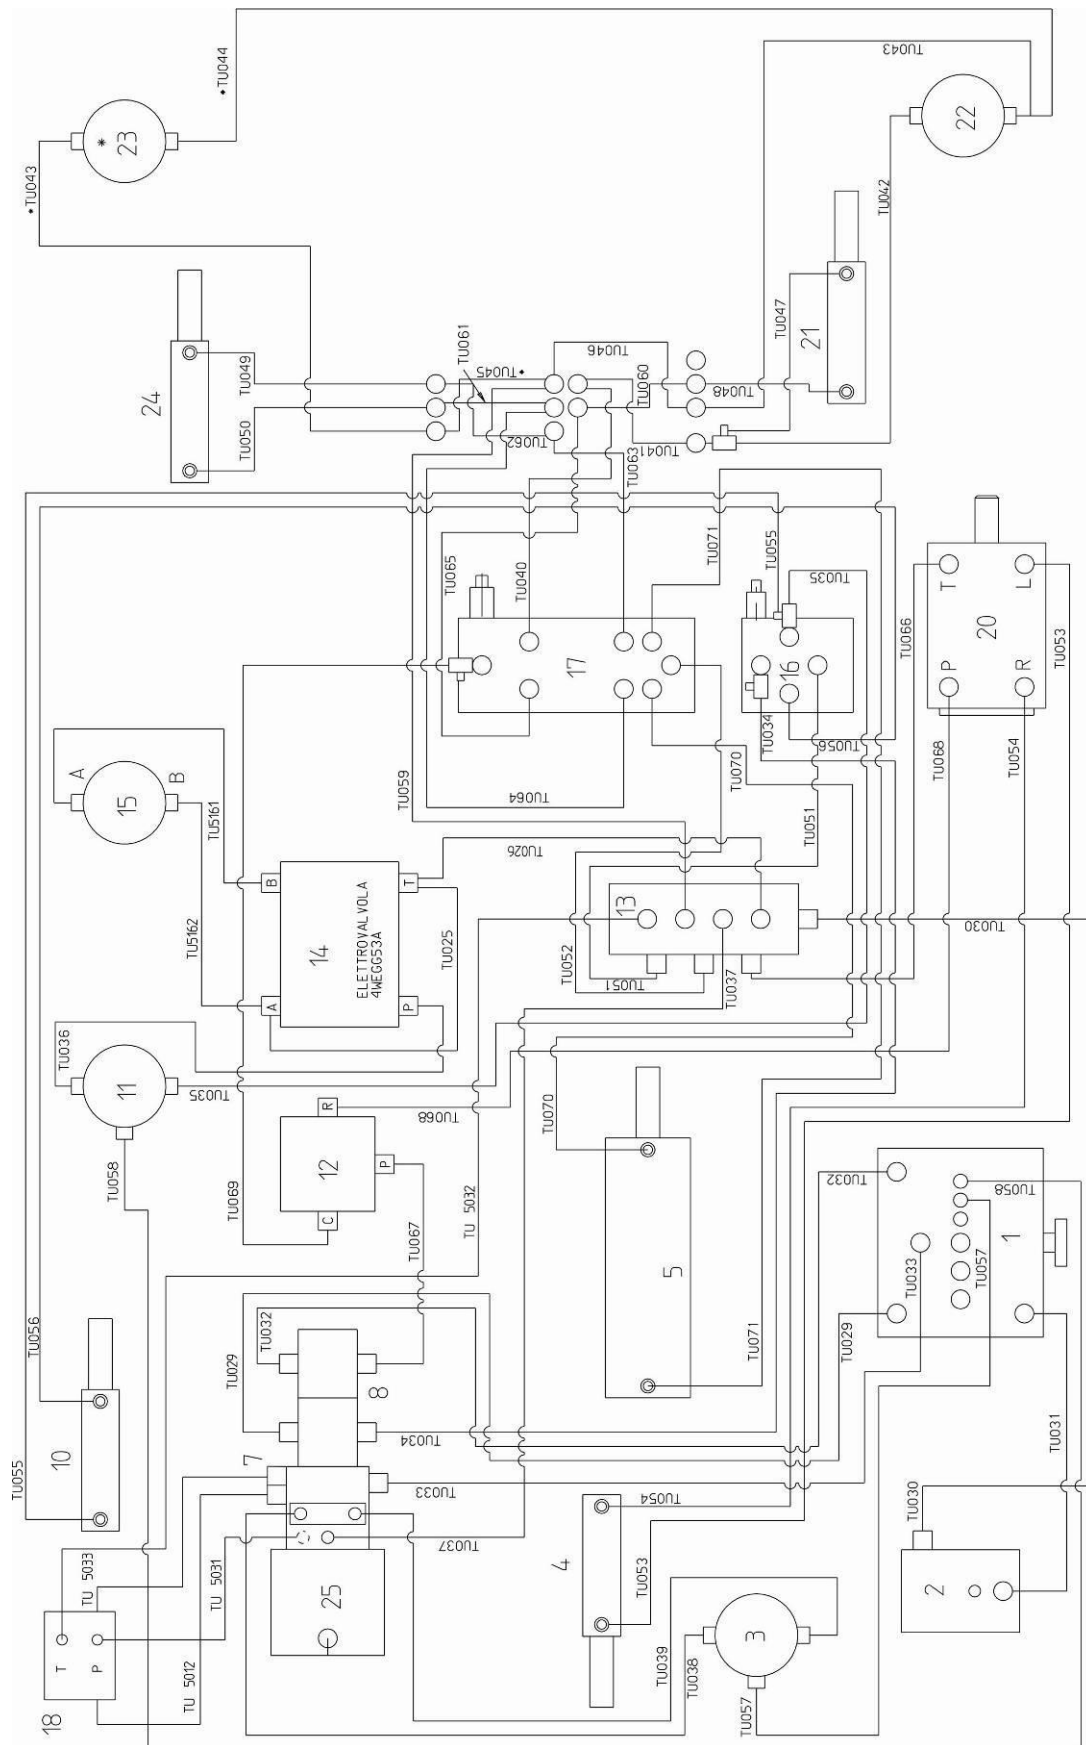 •TU044
TU043
*
23
22
•TU043
TU042
24
TU049
TU050
TU061
•TU045
TU046
TU060
TU048
21
TU047
TU062
TU063
TU041
TU065
TU040
TU071
TU055
TU035
TU066
T
L
20
TU053
P
R
17
16
TU034
TU056
TU068
TU054
A
15
B
TU5161
TU059
TU064
TU070
TU051
TU026
B
T
14
ELETTROVALVOLA
4WEGG53A
TU025
A
P
TU5162
13
TU052
TU051
TU037
TU030
TU036
11
TU035
TU058
R
TU068
12
P
C
TU069
TU067
TU 5032
TU070
5
TU071
TU032
TU058
1
TU033
TU057
TU029
TU031
TU056
TU032
TU029
8
TU034
10
TU055
7
TU033
TU037
TU 5033
TU 5031
T
P
TU 5012
18
25
4
TU054
TU053
TU039
TU038
3
TU057
TU030
2